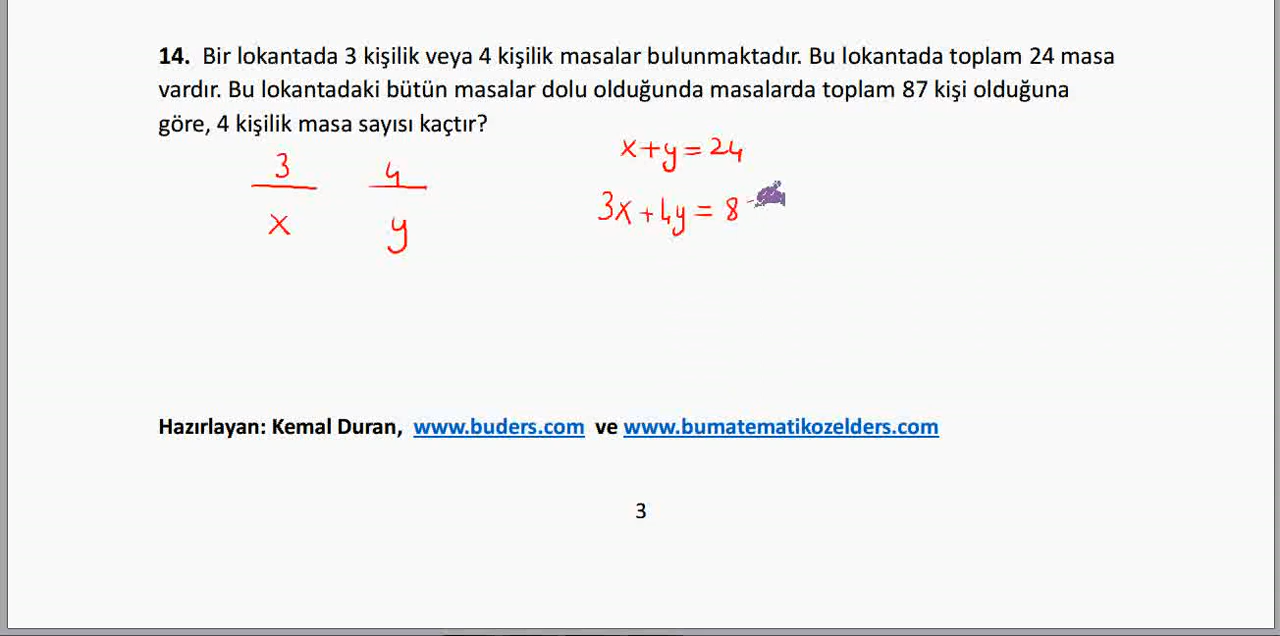 14. Bir lokantada 3 kişilik veya 4 kişilik masalar bulunmaktadır. Bu lokantada toplam 24 masa
vardır. Bu lokantadaki bütün masalar dolu olduğunda masalarda toplam 87 kişi olduğuna
göre, 4 kişilik masa sayısı kaçtır?
3 4
x y
x+y=24
3x+4y=8
Hazırlayan: Kemal Duran, www.buders.com ve www.bumatematikozelders.com
3